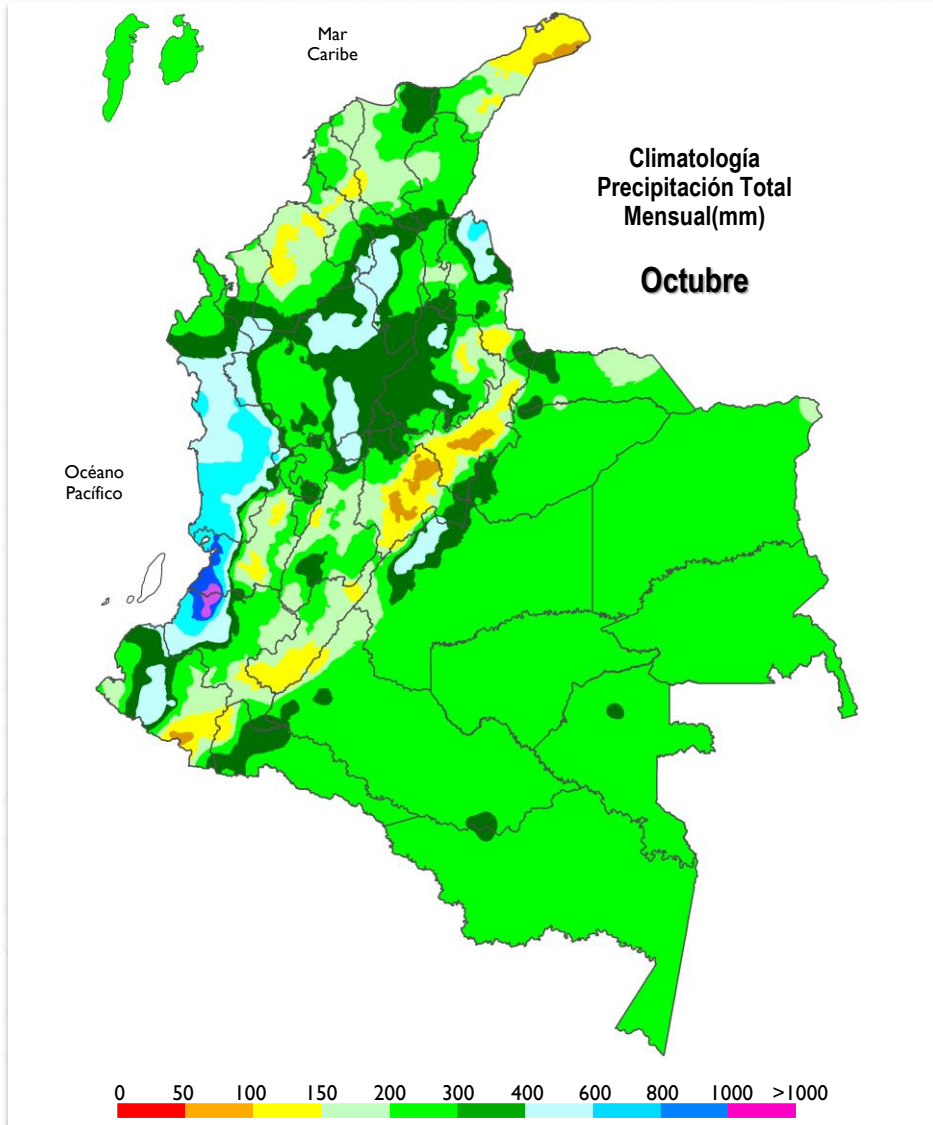 Mar
Caribe
Climatología
Precipitación Total
Mensual(mm)
Octubre
Océano
Pacífico
0 50 100 150 200 300 400 600 800 1000 >1000